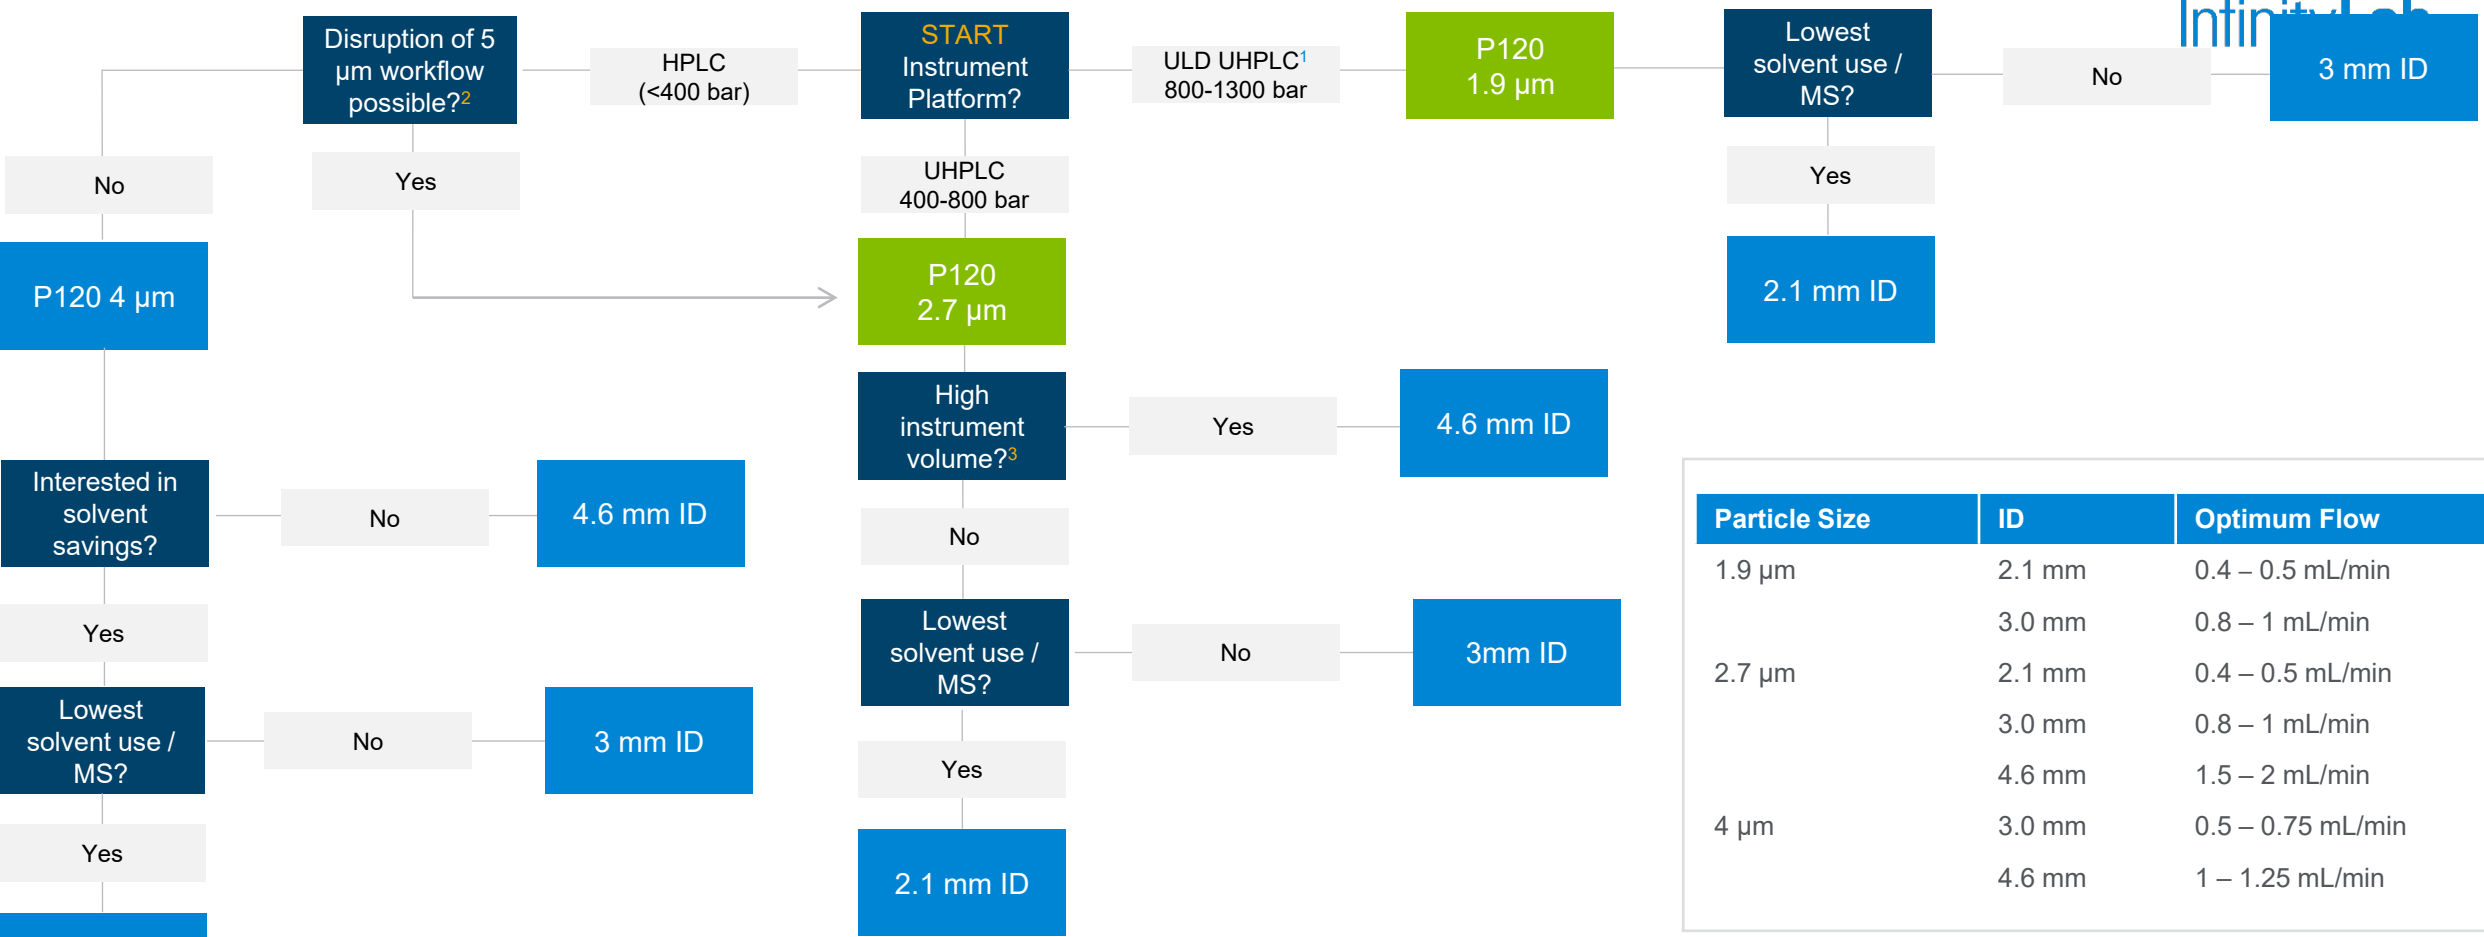 InfinityLab
Disruption of 5
µm workflow
possible?2
HPLC
(<400 bar)
START
Instrument
Platform?
ULD UHPLC1
800-1300 bar
P120
1.9 µm
Lowest
solvent use /
MS?
No
3 mm ID
No
Yes
UHPLC
400-800 bar
Yes
P120 4 µm
P120
2.7 µm
2.1 mm ID
High
instrument
volume?3
Yes
4.6 mm ID
Interested in
solvent
savings?
No
4.6 mm ID
No
Yes
Lowest
solvent use /
MS?
No
3mm ID
Lowest
solvent use /
MS?
No
3 mm ID
Yes
Yes
2.1 mm ID
Particle Size ID Optimum Flow
1.9 µm 2.1 mm 0.4 – 0.5 mL/min
3.0 mm 0.8 – 1 mL/min
2.7 µm 2.1 mm 0.4 – 0.5 mL/min
3.0 mm 0.8 – 1 mL/min
4.6 mm 1.5 – 2 mL/min
4 µm 3.0 mm 0.5 – 0.75 mL/min
4.6 mm 1 – 1.25 mL/min